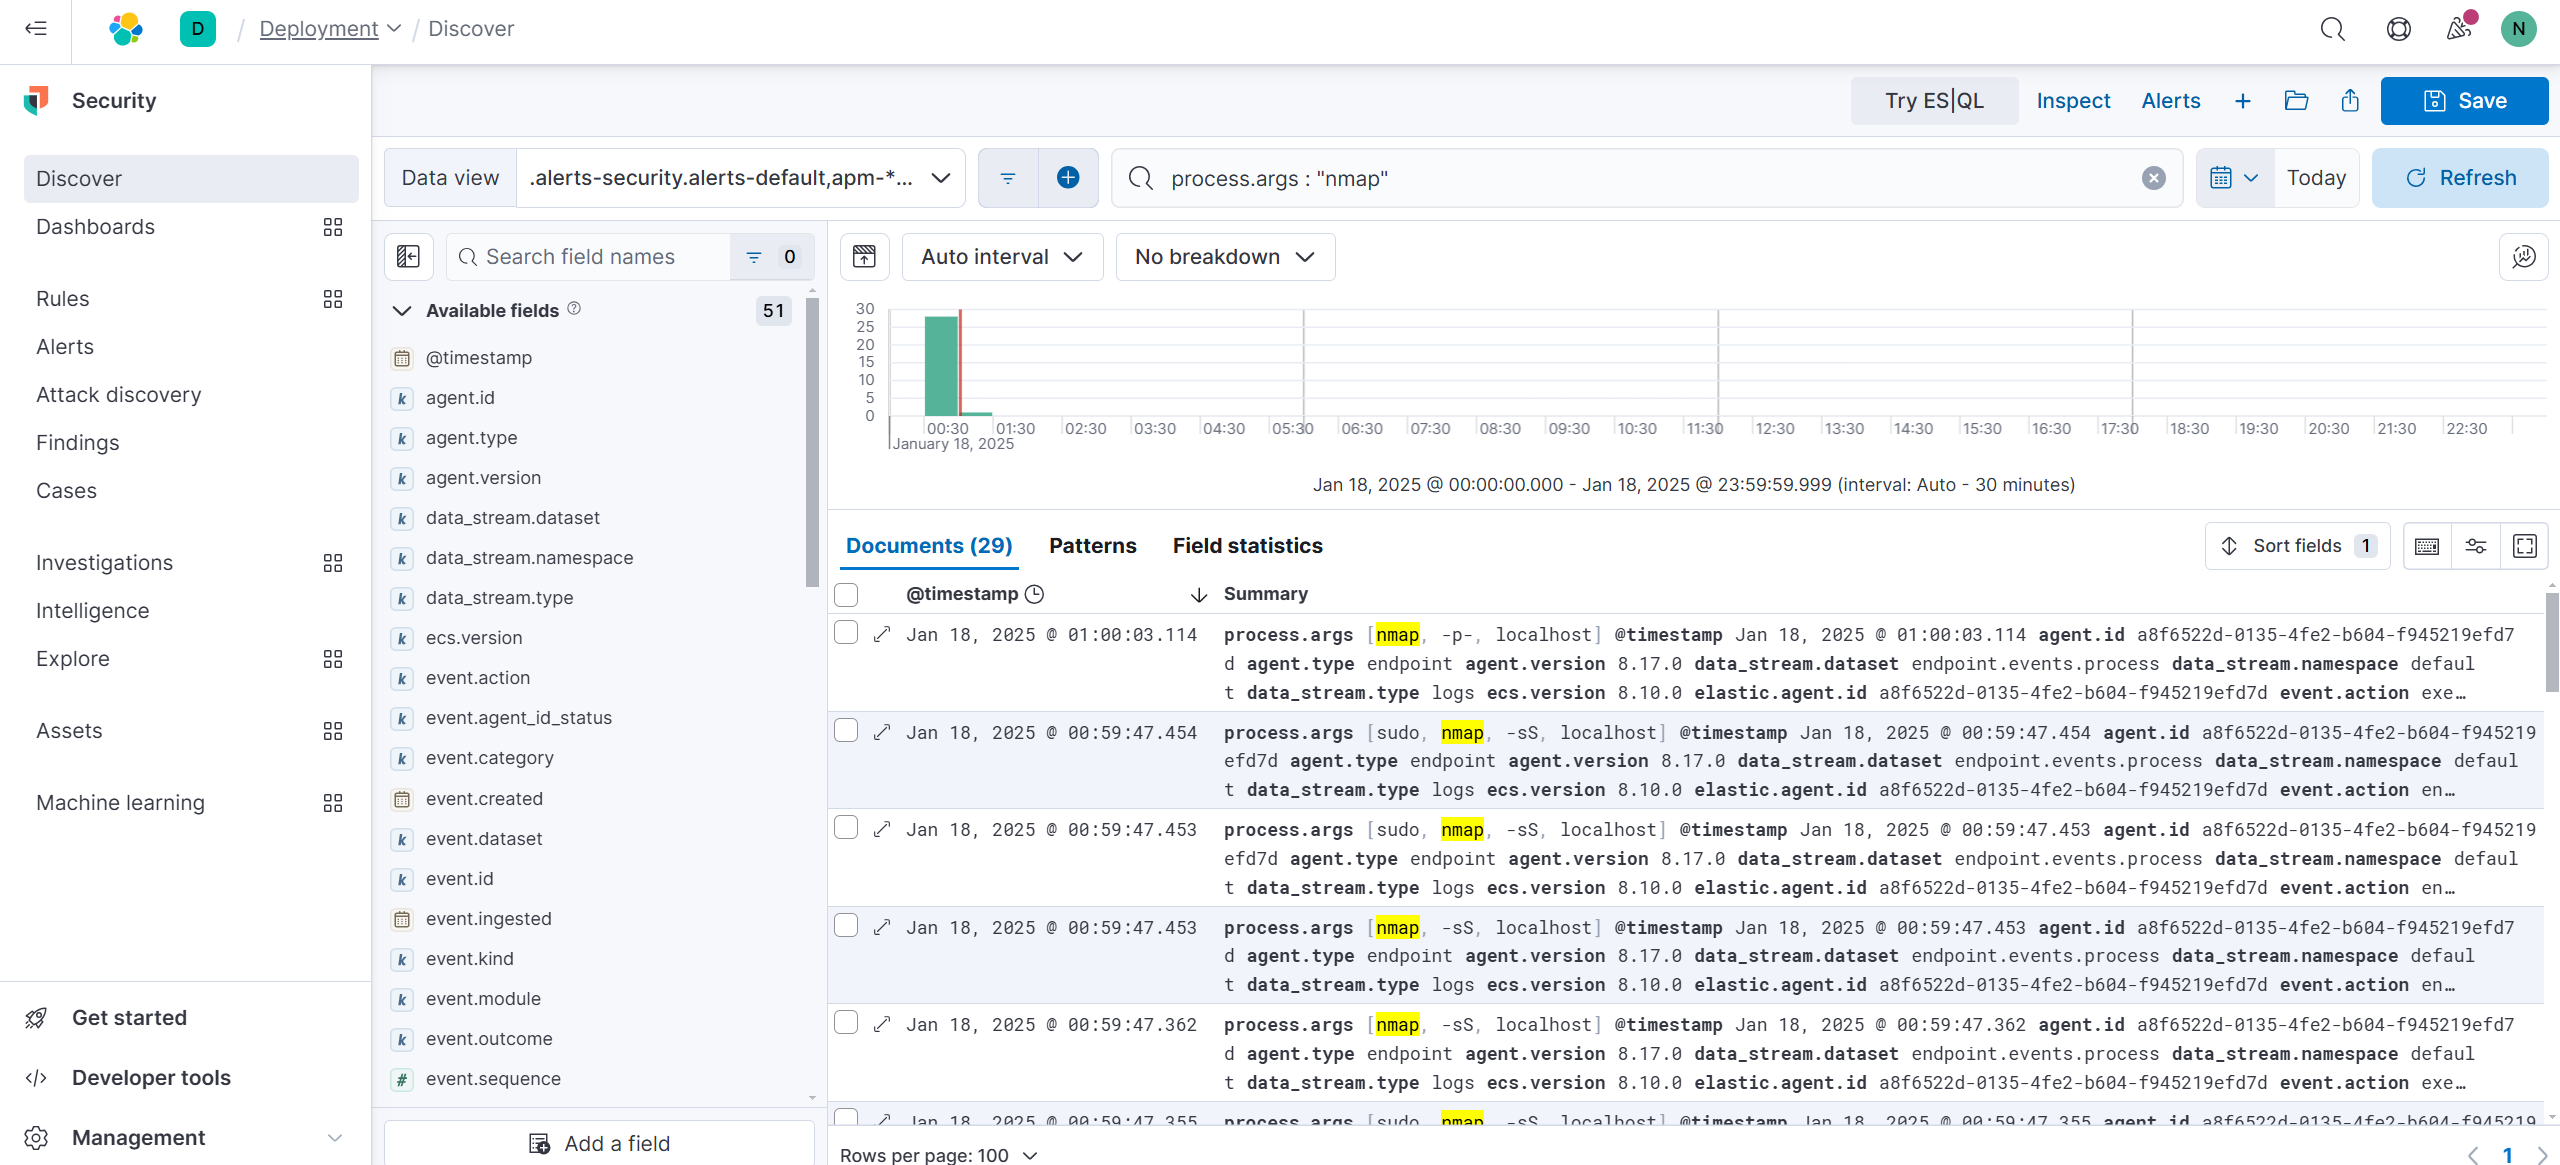 D / Deployment / Discover N
Security
Try ES|QL Inspect Alerts + Save
Discover
Dashboards
Rules
Alerts
Attack discovery
Findings
Cases
Investigations
Intelligence
Explore
Assets
Machine learning
Get started
Developer tools
Management
Data view .alerts-security.alerts-default,apm-*... process.args : "nmap" Today Refresh
Search field names 0
Available fields 51
@timestamp
k agent.id
k agent.type
k agent.version
k data_stream.dataset
k data_stream.namespace
k data_stream.type
k ecs.version
k event.action
k event.agent_id_status
k event.category
event.created
k event.dataset
k event.id
event.ingested
k event.kind
k event.module
k event.outcome
# event.sequence
Add a field
Auto interval No breakdown
30
25
20
15
10
5
0
00:30 01:30 02:30 03:30 04:30 05:30 06:30 07:30 08:30 09:30 10:30 11:30 12:30 13:30 14:30 15:30 16:30 17:30 18:30 19:30 20:30 21:30 22:30
January 18, 2025
Jan 18, 2025 @ 00:00:00.000 - Jan 18, 2025 @ 23:59:59.999 (interval: Auto - 30 minutes)
Documents (29) Patterns Field statistics Sort fields 1
@timestamp Summary
Jan 18, 2025 @ 01:00:03.114 process.args [nmap, -p-, localhost] @timestamp Jan 18, 2025 @ 01:00:03.114 agent.id a8f6522d-0135-4fe2-b604-f945219efd7
d agent.type endpoint agent.version 8.17.0 data_stream.dataset endpoint.events.process data_stream.namespace defaul
t data_stream.type logs ecs.version 8.10.0 elastic.agent.id a8f6522d-0135-4fe2-b604-f945219efd7d event.action exe…
Jan 18, 2025 @ 00:59:47.454 process.args [sudo, nmap, -sS, localhost] @timestamp Jan 18, 2025 @ 00:59:47.454 agent.id a8f6522d-0135-4fe2-b604-f945219
efd7d agent.type endpoint agent.version 8.17.0 data_stream.dataset endpoint.events.process data_stream.namespace defaul
t data_stream.type logs ecs.version 8.10.0 elastic.agent.id a8f6522d-0135-4fe2-b604-f945219efd7d event.action en…
Jan 18, 2025 @ 00:59:47.453 process.args [sudo, nmap, -sS, localhost] @timestamp Jan 18, 2025 @ 00:59:47.453 agent.id a8f6522d-0135-4fe2-b604-f945219
efd7d agent.type endpoint agent.version 8.17.0 data_stream.dataset endpoint.events.process data_stream.namespace defaul
t data_stream.type logs ecs.version 8.10.0 elastic.agent.id a8f6522d-0135-4fe2-b604-f945219efd7d event.action en…
Jan 18, 2025 @ 00:59:47.453 process.args [nmap, -sS, localhost] @timestamp Jan 18, 2025 @ 00:59:47.453 agent.id a8f6522d-0135-4fe2-b604-f945219efd7
d agent.type endpoint agent.version 8.17.0 data_stream.dataset endpoint.events.process data_stream.namespace defaul
t data_stream.type logs ecs.version 8.10.0 elastic.agent.id a8f6522d-0135-4fe2-b604-f945219efd7d event.action en…
Jan 18, 2025 @ 00:59:47.362 process.args [nmap, -sS, localhost] @timestamp Jan 18, 2025 @ 00:59:47.362 agent.id a8f6522d-0135-4fe2-b604-f945219efd7
d agent.type endpoint agent.version 8.17.0 data_stream.dataset endpoint.events.process data_stream.namespace defaul
t data_stream.type logs ecs.version 8.10.0 elastic.agent.id a8f6522d-0135-4fe2-b604-f945219efd7d event.action exe…
Jan 18, 2025 @ 00:59:47.355 process.args [sudo, nmap, -sS, localhost] @timestamp Jan 18, 2025 @ 00:59:47.355 agent.id a8f6522d-0135-4fe2-b604-f945219
Rows per page: 100 1